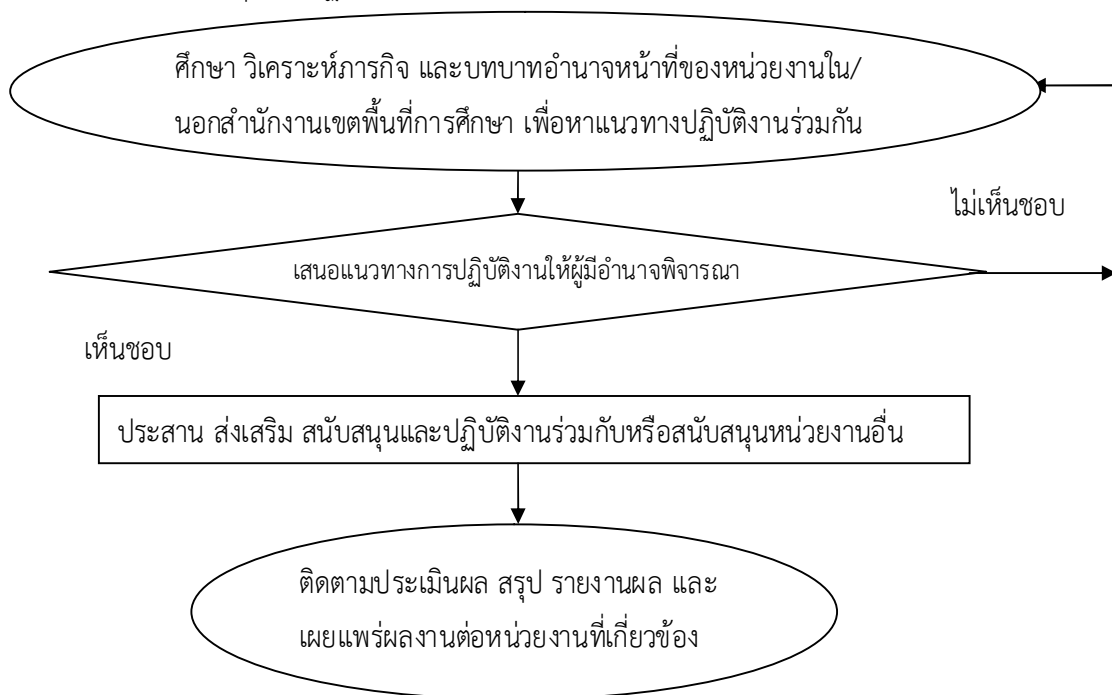 ศึกษา วิเคราะห์ภารกิจ และบทบาทอำนาจหน้าที่ของหน่วยงานใน/
นอกสำนักงานเขตพื้นที่การศึกษา เพื่อหาแนวทางปฏิบัติงานร่วมกัน
ไม่เห็นชอบ
เสนอแนวทางการปฏิบัติงานให้ผู้มีอำนาจพิจารณา
เห็นชอบ
ประสาน ส่งเสริม สนับสนุนและปฏิบัติงานร่วมกับหรือสนับสนุนหน่วยงานอื่น
ติดตามประเมินผล สรุป รายงานผล และ
เผยแพร่ผลงานต่อหน่วยงานที่เกี่ยวข้อง